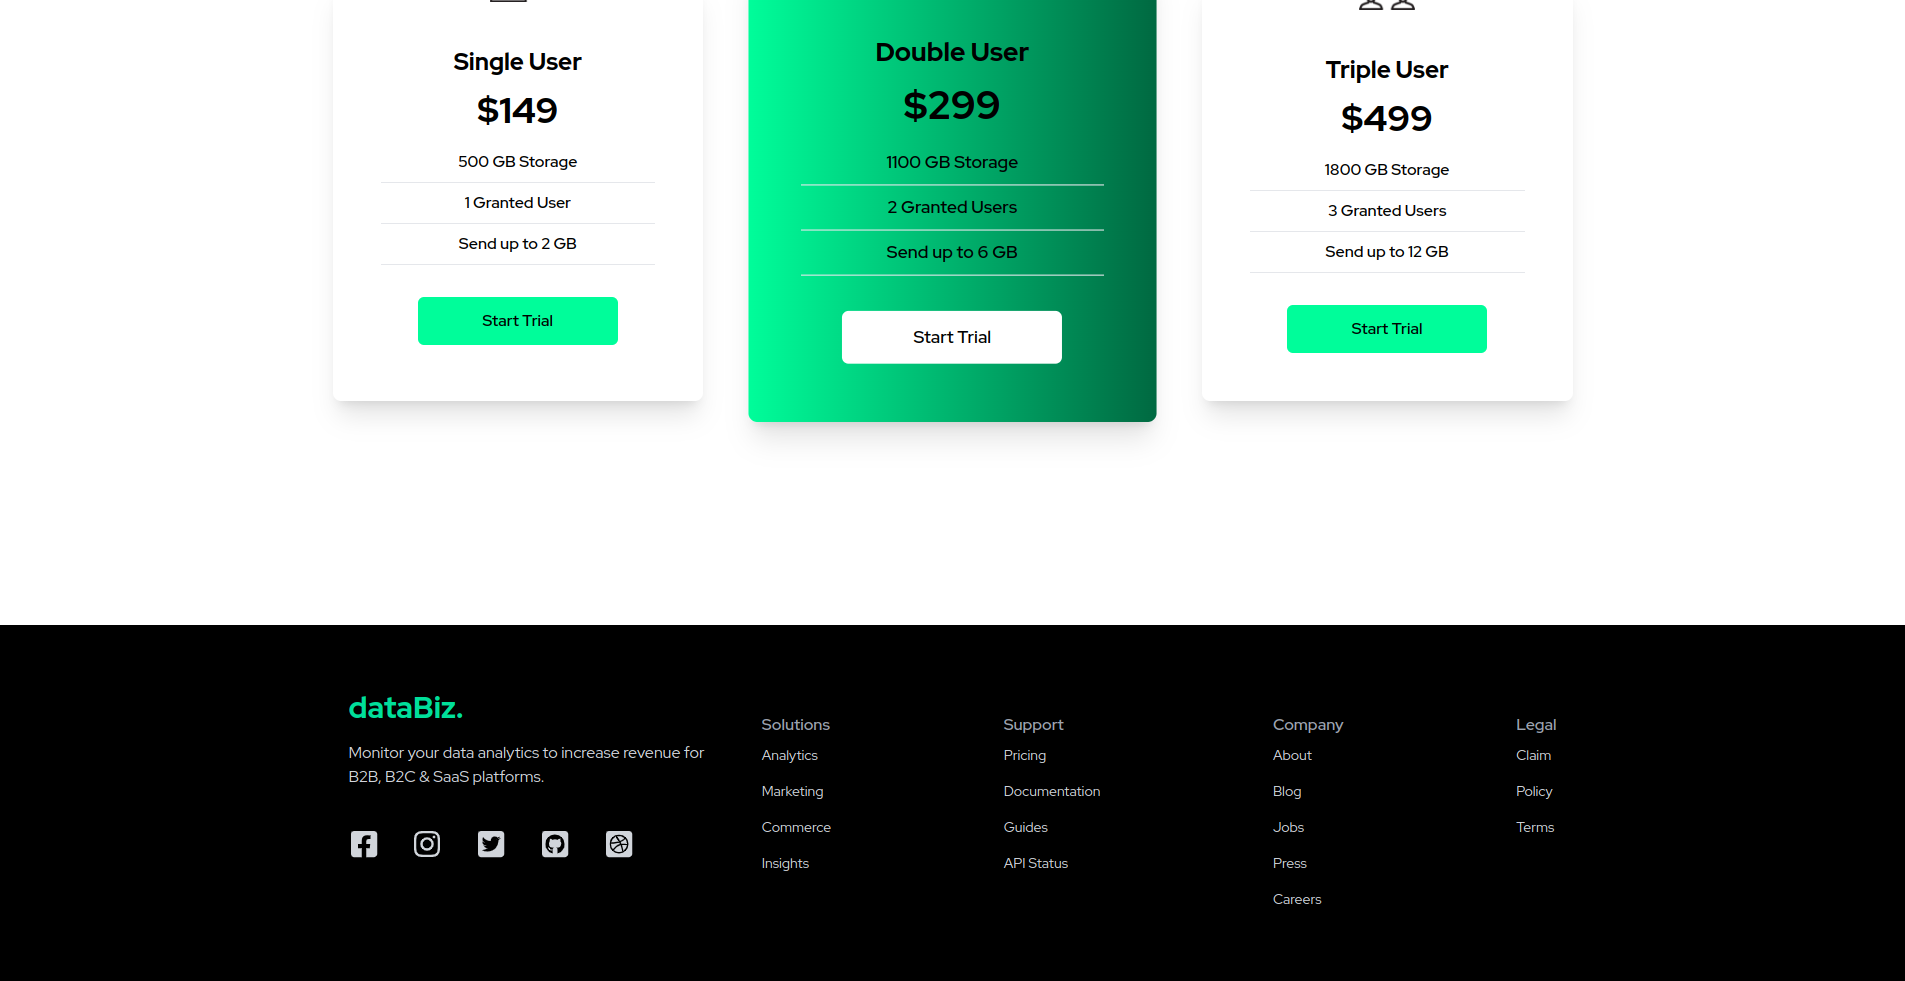 Single User
$149
500 GB Storage
1 Granted User
Send up to 2 GB
Start Trial
Double User
$299
1100 GB Storage
2 Granted Users
Send up to 6 GB
Start Trial
Triple User
$499
1800 GB Storage
3 Granted Users
Send up to 12 GB
Start Trial
dataBiz.
Monitor your data analytics to increase revenue for
B2B, B2C & SaaS platforms.
Solutions
Analytics
Marketing
Commerce
Insights
Support
Pricing
Documentation
Guides
API Status
Company
About
Blog
Jobs
Press
Careers
Legal
Claim
Policy
Terms